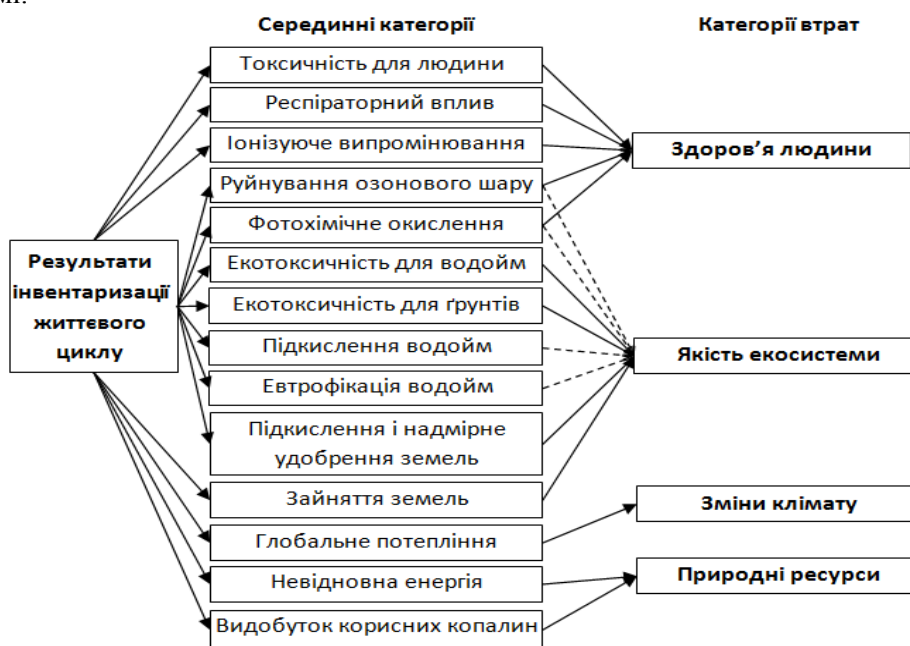 Серединні категорії
Категорії втрат
Токсичність для людини
Респіраторний вплив
Іонізуюче випромінювання
Руйнування озонового шару
Фотохімічне окислення
Екотоксичність для водойм
Екотоксичність для ґрунтів
Підкислення водойм
Евтрофікація водойм
Підкислення і надмірне
удобрення земель
Зайняття земель
Глобальне потепління
Невідновна енергія
Видобуток корисних копалин
Результати
інвентаризації
життєвого
циклу
Здоров’я людини
Якість екосистеми
Зміни клімату
Природні ресурси